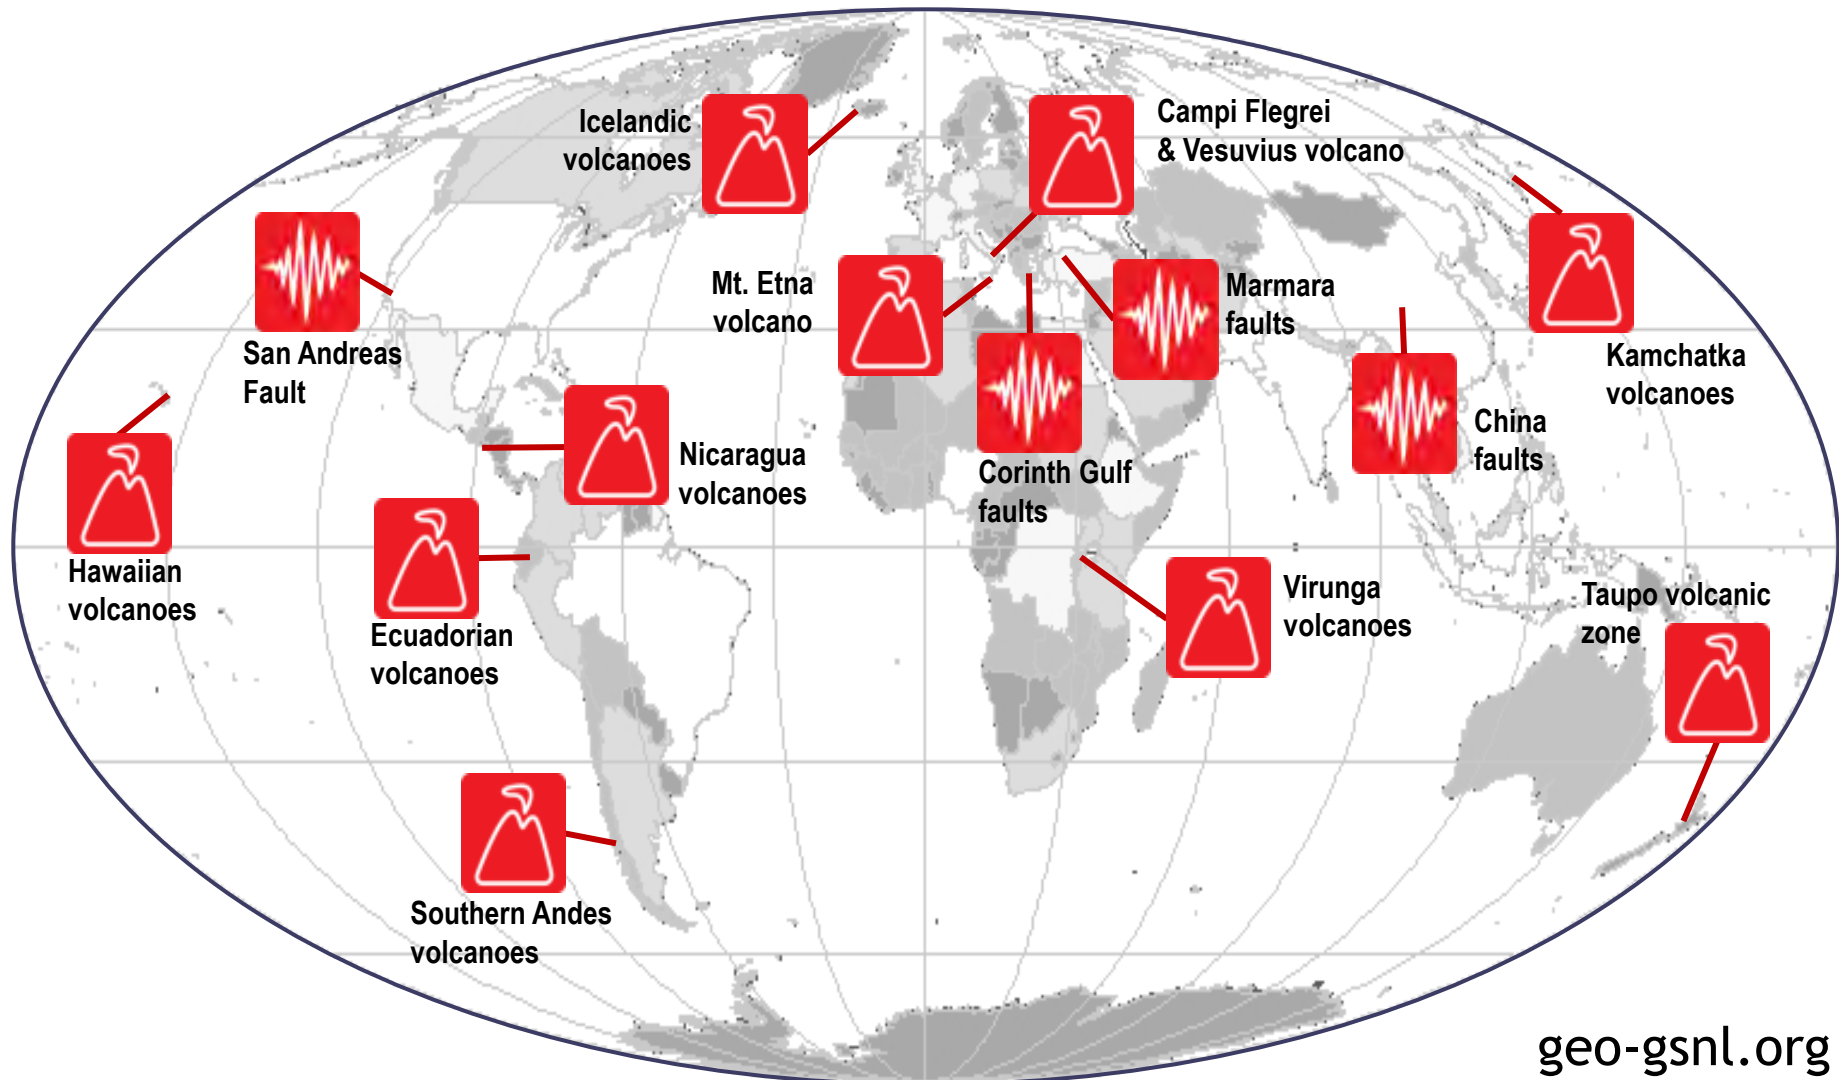 Icelandic
volcanoes
Campi Flegrei
& Vesuvius volcano
San Andreas
Fault
Mt. Etna
volcano
Marmara
faults
Kamchatka
volcanoes
Hawaiian
volcanoes
Nicaragua
volcanoes
Corinth Gulf
faults
China
faults
Ecuadorian
volcanoes
Virunga
volcanoes
Taupo volcanic
zone
Southern Andes
volcanoes
geo-gsnl.org